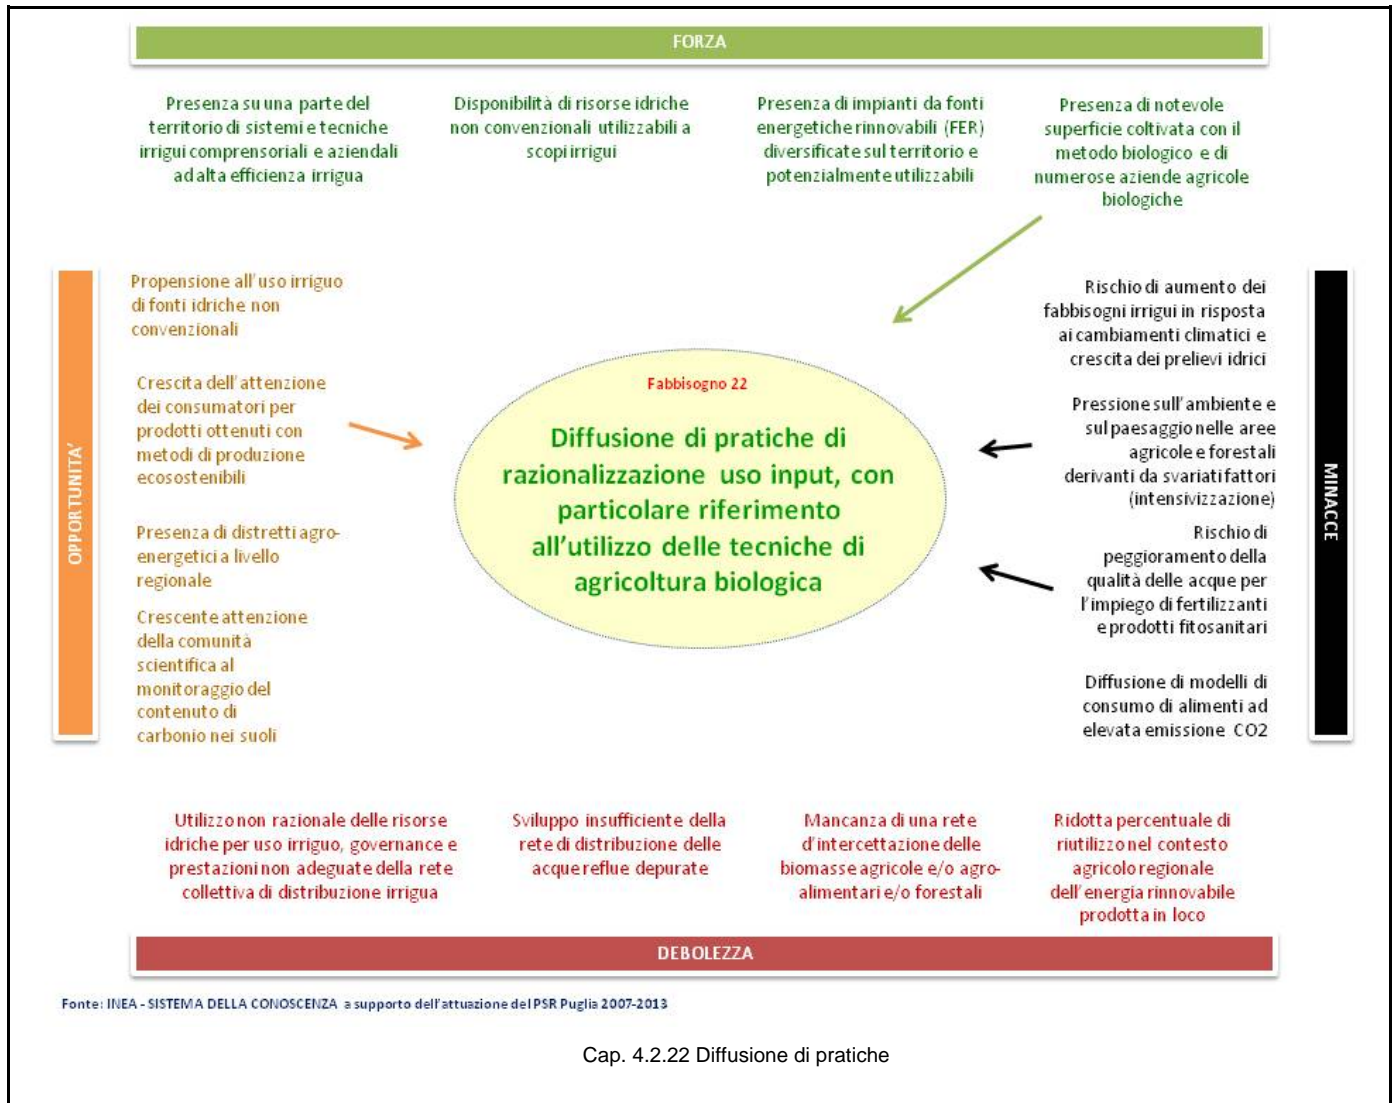 FORZA
Presenza su una parte del
territorio di sistemi e tecniche
irrigui comprensoriali e aziendali
ad alta efficienza irrigua
Disponibilità di risorse idriche
non convenzionali utilizzabili a
scopi irrigui
Presenza di impianti da fonti
energetiche rinnovabili (FER)
diversificate sul territorio e
potenzialmente utilizzabili
Presenza di notevole
superficie coltivata con il
metodo biologico e di
numerose aziende agricole
biologiche
OPPORTUNITA'
Propensione all'uso irriguo
di fonti idriche non
convenzionali
Crescita dell'attenzione
dei consumatori per
prodotti ottenuti con
metodi di produzione
ecosostenibili
Presenza di distretti agro-
energetici a livello
regionale
Crescente attenzione
della comunità
scientifica al
monitoraggio del
contenuto di
carbonio nei suoli
Fabbisogno 22
Diffusione di pratiche di
razionalizzazione uso input, con
particolare riferimento
all'utilizzo delle tecniche di
agricoltura biologica
Rischio di aumento dei
fabbisogni irrigui in risposta
ai cambiamenti climatici e
crescita dei prelievi idrici
Pressione sull'ambiente e
sul paesaggio nelle aree
agricole e forestali
derivanti da svariati fattori
(intensivizzazione)
Rischio di
peggioramento della
qualità delle acque per
l'impiego di fertilizzanti
e prodotti fitosanitari
Diffusione di modelli di
consumo di alimenti ad
elevata emissione CO2
MINACCE
Utilizzo non razionale delle risorse
idriche per uso irriguo, governance e
prestazioni non adeguate della rete
collettiva di distribuzione irrigua
Sviluppo insufficiente della
rete di distribuzione delle
acque reflue depurate
Mancanza di una rete
d'intercettazione delle
biomasse agricole e/o agro-
alimentari e/o forestali
Ridotta percentuale di
riutilizzo nel contesto
agricolo regionale
dell'energia rinnovabile
prodotta in loco
DEBOLEZZA
Fonte: INEA - SISTEMA DELLA CONOSCENZA a supporto dell'attuazione del PSR Puglia 2007-2013
Cap. 4.2.22 Diffusione di pratiche